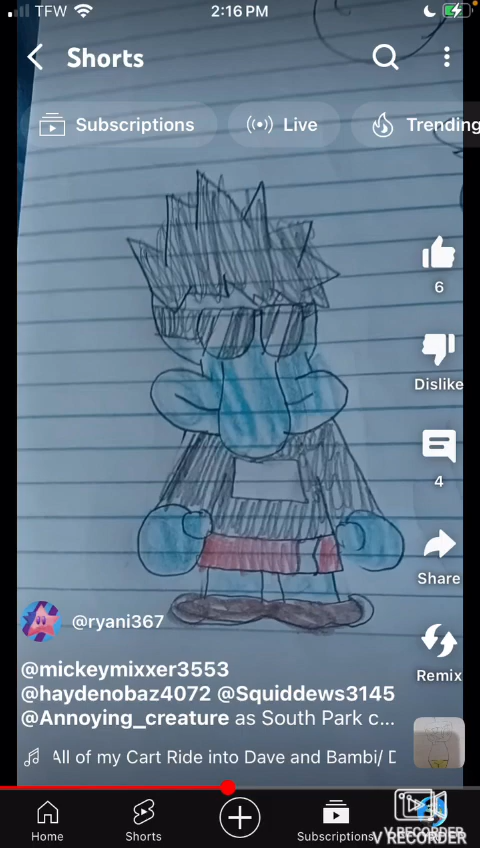 TFW 2:16 PM
Shorts
Subscriptions Live Trending
6
Dislike
4
Share
@ryani367
Remix
@mickeymixxer3553
@haydenobaz4072 @Squiddews3145
@Annoying_creature as South Park c...
All of my Cart Ride into Dave and Bambi/ D
Home Shorts Subscriptions
V RECORDER
V RECORDER